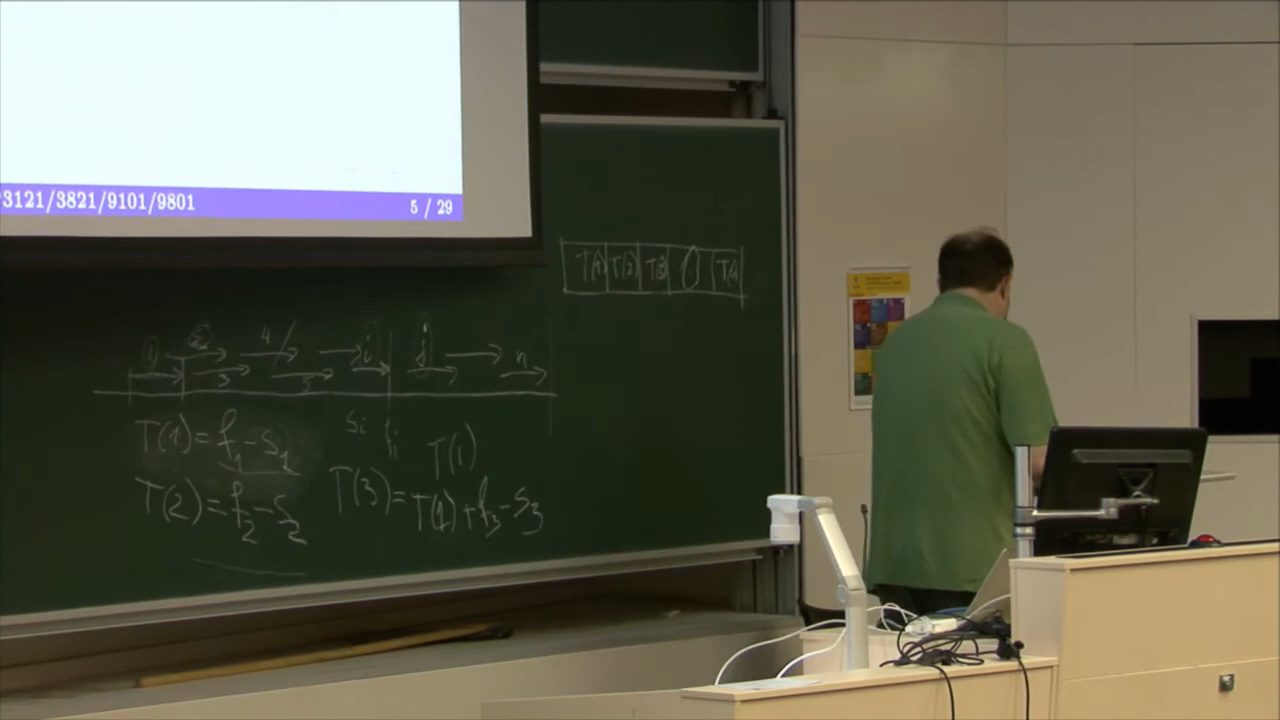 3121/3821/9101/9801
5 / 29
T(1) T(2) T(3) T(n)
1 2 4 i j
3 5 n
T(1) = f₁ - s₁
si fi T(i)
T(2) = f₂ - s₂
T(3) = T(1) + f₃ - s₃